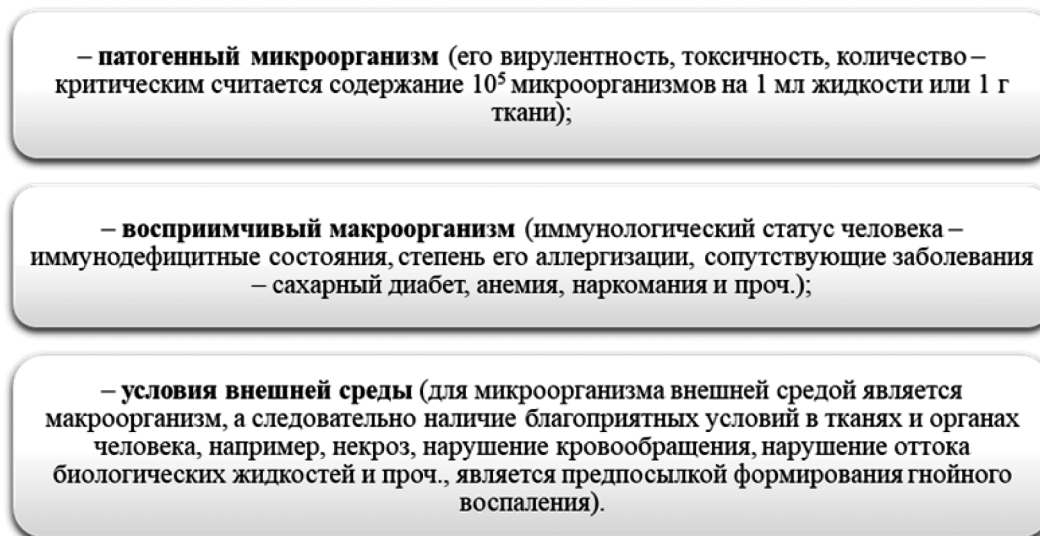 – патогенный микроорганизм (его вирулентность, токсичность, количество –
критическим считается содержание 10⁵ микроорганизмов на 1 мл жидкости или 1 г
ткани);
– восприимчивый макроорганизм (иммунологический статус человека –
иммунодефицитные состояния, степень его аллергизации, сопутствующие заболевания
– сахарный диабет, анемия, наркомания и проч.);
– условия внешней среды (для микроорганизма внешней средой является
макроорганизм, а следовательно наличие благоприятных условий в тканях и органах
человека, например, некроз, нарушение кровообращения, нарушение оттока
биологических жидкостей и проч., является предпосылкой формирования гнойного
воспаления).